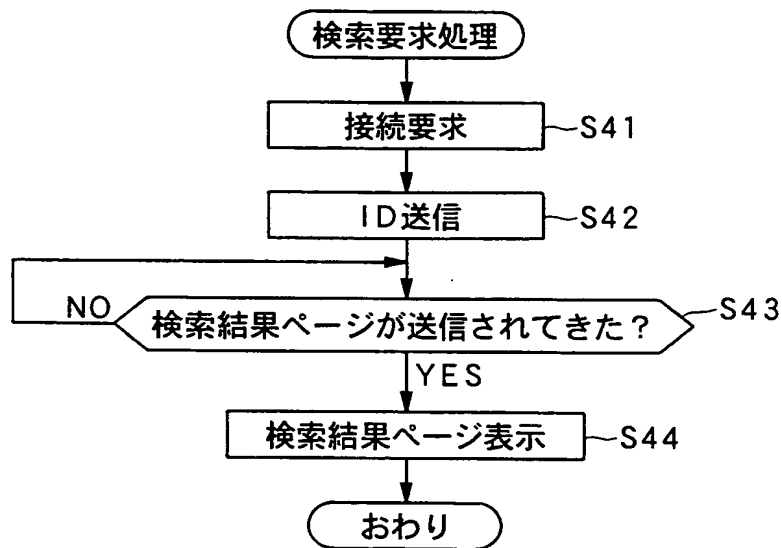 検索要求処理
接続要求
S41
ID送信
S42
NO
検索結果ページが送信されてきた？
S43
YES
検索結果ページ表示
S44
おわり